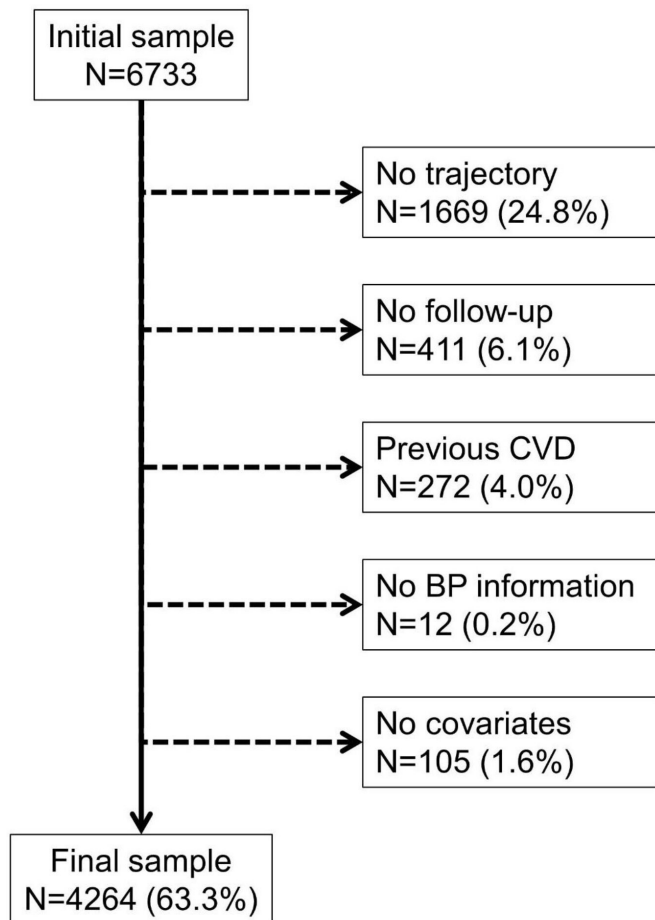 Initial sample
N=6733
No trajectory
N=1669 (24.8%)
No follow-up
N=411 (6.1%)
Previous CVD
N=272 (4.0%)
No BP information
N=12 (0.2%)
No covariates
N=105 (1.6%)
Final sample
N=4264 (63.3%)